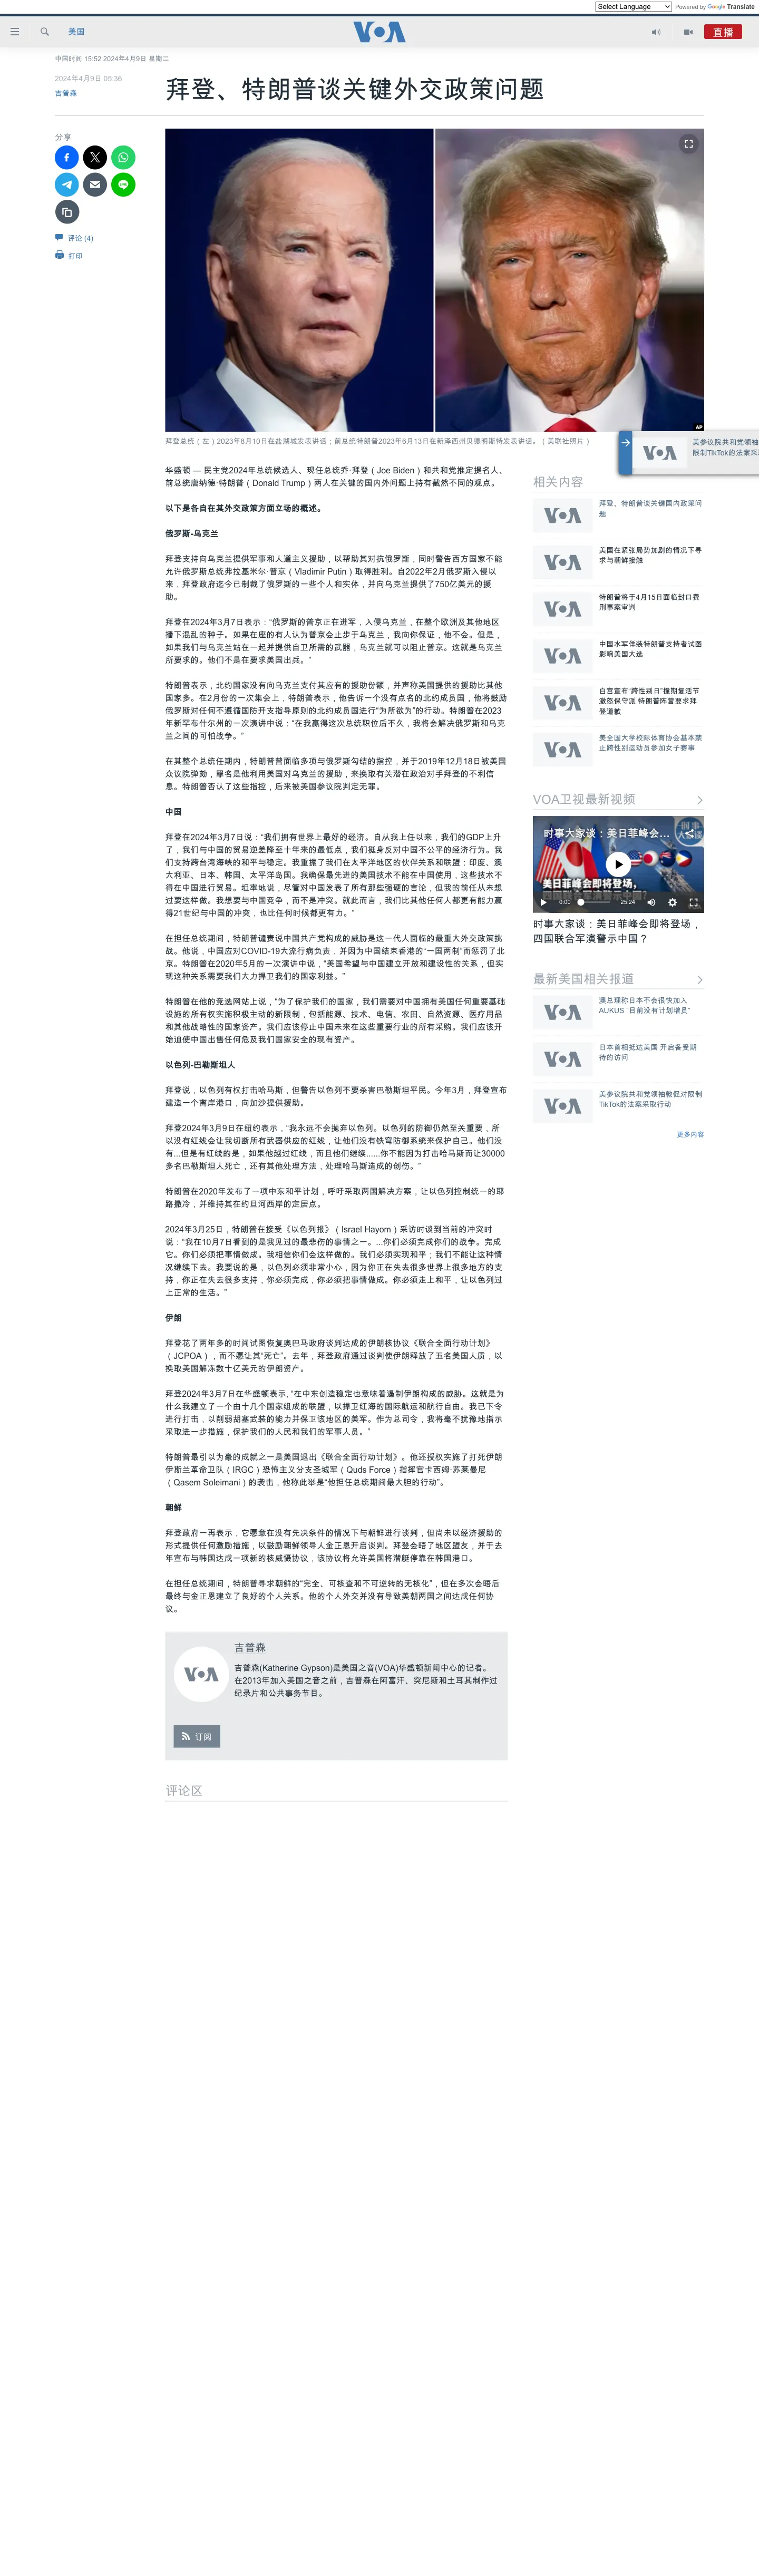 Select Language
Powered by Google Translate
美国
VOA
直播
中国时间 15:52 2024年4月9日 星期二
2024年4月9日 05:36
吉普森
拜登、特朗普谈关键外交政策问题
分享
评论 (4)
打印
AP
拜登总统（左）2023年6月10日在盐湖城发表讲话；前总统特朗普2023年6月13日在新泽西州贝德明斯特发表讲话。（美联社照片）
华盛顿 — 民主党2024年总统候选人、现任总统乔·拜登（Joe Biden）和共和党推定提名人、
前总统唐纳德·特朗普（Donald Trump）两人在关键的国内外问题上持有截然不同的观点。
以下是各自在其外交政策方面立场的概述。
俄罗斯-乌克兰
拜登支持向乌克兰提供军事和人道主义援助，以帮助其对抗俄罗斯，同时警告西方国家不能
允许俄罗斯总统弗拉基米尔·普京（Vladimir Putin）取得胜利。自2022年2月俄罗斯入侵以
来，拜登政府迄今已制裁了俄罗斯的一些个人和实体，并向乌克兰提供了750亿美元的援
助。
拜登在2024年3月7日表示：“俄罗斯的普京正在进军，入侵乌克兰，在整个欧洲及其他地区
播下混乱的种子。如果在座的有人认为普京会止步于乌克兰，我向你保证，他不会。但是，
如果我们与乌克兰站在一起并提供自卫所需的武器，乌克兰就可以阻止普京。这就是乌克兰
所要求的。他们不是在要求美国出兵。”
特朗普表示，北约国家没有向乌克兰支付其应有的援助份额，并声称美国提供的援助比其他
国家多。在2月份的一次集会上，特朗普表示，他告诉一个没有点名的北约成员国，他将鼓励
俄罗斯对任何不遵循国防开支指导原则的北约成员国进行“为所欲为”的行动。特朗普在2023
年新罕布什尔州的一次演讲中说：“在我赢得这次总统职位后不久，我将会解决俄罗斯和乌克
兰之间的可怕战争。”
在其整个总统任期内，特朗普曾面临多项与俄罗斯勾结的指控，并于2019年12月18日被美国
众议院弹劾，罪名是他利用美国对乌克兰的援助，来换取有关潜在政治对手拜登的不利信
息。特朗普否认了这些指控，后来被美国参议院判定无罪。
中国
拜登在2024年3月7日说：“我们拥有世界上最好的经济。自从我上任以来，我们的GDP上升
了，我们与中国的贸易逆差降至十年来的最低点，我们挺身反对中国不公平的经济行为。我
们支持跨台湾海峡的和平与稳定。我重振了我们在太平洋地区的伙伴关系和联盟：印度、澳
大利亚、日本、韩国、太平洋岛国。我确保最先进的美国技术不能在中国使用，这些技术不
得在中国进行贸易。坦率地说，尽管对中国发表了所有那些强硬的言论，但我的前任从未想
过要这样做。我想要与中国竞争，而不是冲突。就此而言，我们比其他任何人都更有能力赢
得21世纪与中国的冲突，也比任何时候都更有力。”
在担任总统期间，特朗普谴责说中国共产党构成的威胁是这一代人面临的最重大外交政策挑
战。他说，中国应对COVID-19大流行病负责，并因为中国结束香港的“一国两制”而惩罚了北
京。特朗普在2020年5月的一次演讲中说，“美国希望与中国建立开放和建设性的关系，但实
现这种关系需要我们大力捍卫我们的国家利益。”
特朗普在他的竞选网站上说，“为了保护我们的国家，我们需要对中国拥有美国任何重要基础
设施的所有权实施积极主动的新限制，包括能源、技术、电信、农田、自然资源、医疗用品
和其他战略性的国家资产。我们应该停止中国未来在这些重要行业的所有采购。我们应该开
始迫使中国出售任何危及我们国家安全的现有资产。
以色列-巴勒斯坦人
拜登说，以色列有权打击哈马斯，但警告以色列不要杀害巴勒斯坦平民。今年3月，拜登宣布
建造一个离岸港口，向加沙提供援助。
拜登2024年3月9日在纽约表示，“我永远不会抛弃以色列。以色列的防御仍然至关重要，所
以没有红线会让我切断所有武器供应的红线，让他们没有铁穹防御系统来保护自己。他们没
有...但是有红线的是，如果他越过红线，而且他们继续......你不能因为打击哈马斯而让30000
多名巴勒斯坦人死亡，还有其他处理方法，处理哈马斯造成的创伤。”
特朗普在2020年发布了一项中东和平计划，呼吁采取两国解决方案，让以色列控制统一的耶
路撒冷，并维持其在约旦河西岸的定居点。
2024年3月25日，特朗普在接受《以色列报》（Israel Hayom）采访时谈到当前的冲突时
说：“我在10月7日看到的是我见过的最悲伤的事情之一。...你们必须完成你们的战争。完成
它。你们必须把事情做成。我相信你们会这样做的。我们必须实现和平；我们不能让这种情
况继续下去。我要说的是，以色列必须非常小心，因为你正在失去很多世界上很多地方的支
持，你正在失去很多支持，你必须完成，你必须把事情做成。你必须走上和平，让以色列过
上正常的生活。”
伊朗
拜登花了两年多的时间试图恢复奥巴马政府谈判达成的伊朗核协议《联合全面行动计划》
（JCPOA），而不愿让其“死亡”。去年，拜登政府通过谈判使伊朗释放了五名美国人质，以
换取美国解冻数十亿美元的伊朗资产。
拜登2024年3月7日在华盛顿表示，“在中东创造稳定也意味着遏制伊朗构成的威胁。这就是为
什么我建立了一个由十几个国家组成的联盟，以捍卫红海的国际航运和航行自由。我已下令
进行打击，以削弱胡塞武装的能力并保卫该地区的美军。作为总司令，我将毫不犹豫地指示
采取进一步措施，保护我们的人民和我们的军事人员。”
特朗普最引以为豪的成就之一是美国退出《联合全面行动计划》。他还授权实施了打死伊朗
伊斯兰革命卫队（IRGC）恐怖主义分支圣城军（Quds Force）指挥官卡西姆·苏莱曼尼
（Qasem Soleimani）的袭击，他称此举是“他担任总统期间最大胆的行动”。
朝鲜
拜登政府一再表示，它愿意在没有先决条件的情况下与朝鲜进行谈判，但尚未以经济援助的
形式提供任何激励措施，以鼓励朝鲜领导人金正恩开启谈判。拜登会晤了地区盟友，并于去
年宣布与韩国达成一项新的核威慑协议，该协议将允许美国将潜艇停靠在韩国港口。
在担任总统期间，特朗普寻求朝鲜的“完全、可核查和不可逆转的无核化”，但在多次会晤后
最终与金正恩建立了良好的个人关系。他的个人外交并没有导致美朝两国之间达成任何协
议。
吉普森
VOA
吉普森(Katherine Gypson)是美国之音(VOA)华盛顿新闻中心的记者。
在2013年加入美国之音之前，吉普森在阿富汗、突尼斯和土耳其制作过
纪录片和公共事务节目。
订阅
评论区
VOA
美参议院共和党领袖
限制TikTok的法案采
相关内容
VOA
拜登、特朗普谈关键国内政策问
题
VOA
美国在紧张局势加剧的情况下寻
求与朝鲜接触
VOA
特朗普将于4月15日面临封口费
刑事案审判
VOA
中国水军佯装特朗普支持者试图
影响美国大选
VOA
白宫宣布“跨性别日”撞期复活节
激怒保守派 特朗普阵营要求拜
登道歉
VOA
美全国大学校际体育协会基本禁
止跨性别运动员参加女子赛事
VOA卫视最新视频
时事大家谈：美日菲峰会...
美日菲峰会即将登场，
0:00
25:24
时事大家谈：美日菲峰会即将登场，
四国联合军演警示中国？
最新美国相关报道
VOA
澳总理称日本不会很快加入
AUKUS “目前没有计划增员”
VOA
日本首相抵达美国 开启备受期
待的访问
VOA
美参议院共和党领袖敦促对限制
TikTok的法案采取行动
更多内容